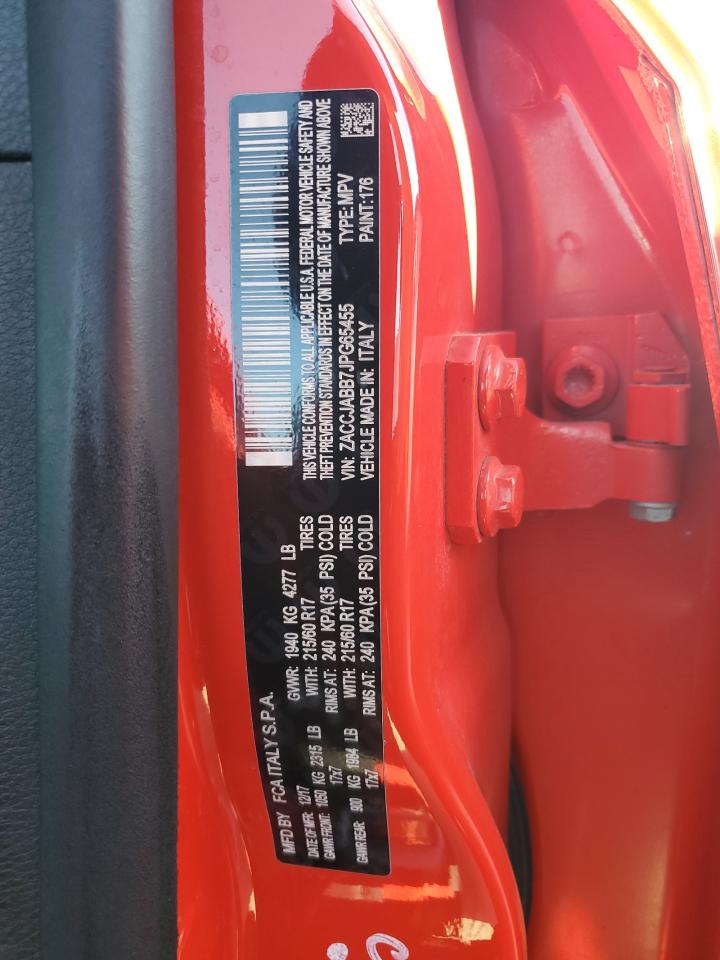 MFD BY FCA ITALY S.P.A.
DATE OF MFR: 12/17 GVWR: 1940 KG 4277 LB
GAWR FRONT: 1050 KG 2315 LB WITH: 215/60 R17 TIRES
17x7 RIMS AT: 240 KPA(35 PSI) COLD
GAWR REAR: 900 KG 1984 LB WITH: 215/60 R17 TIRES
17x7 RIMS AT: 240 KPA(35 PSI) COLD
THIS VEHICLE CONFORMS TO ALL APPLICABLE U.S.A. FEDERAL MOTOR VEHICLE SAFETY AND
THEFT PREVENTION STANDARDS IN EFFECT ON THE DATE OF MANUFACTURE SHOWN ABOVE
VIN: ZACCJABB7JPG65455 TYPE: MPV
VEHICLE MADE IN: ITALY PAINT: 176